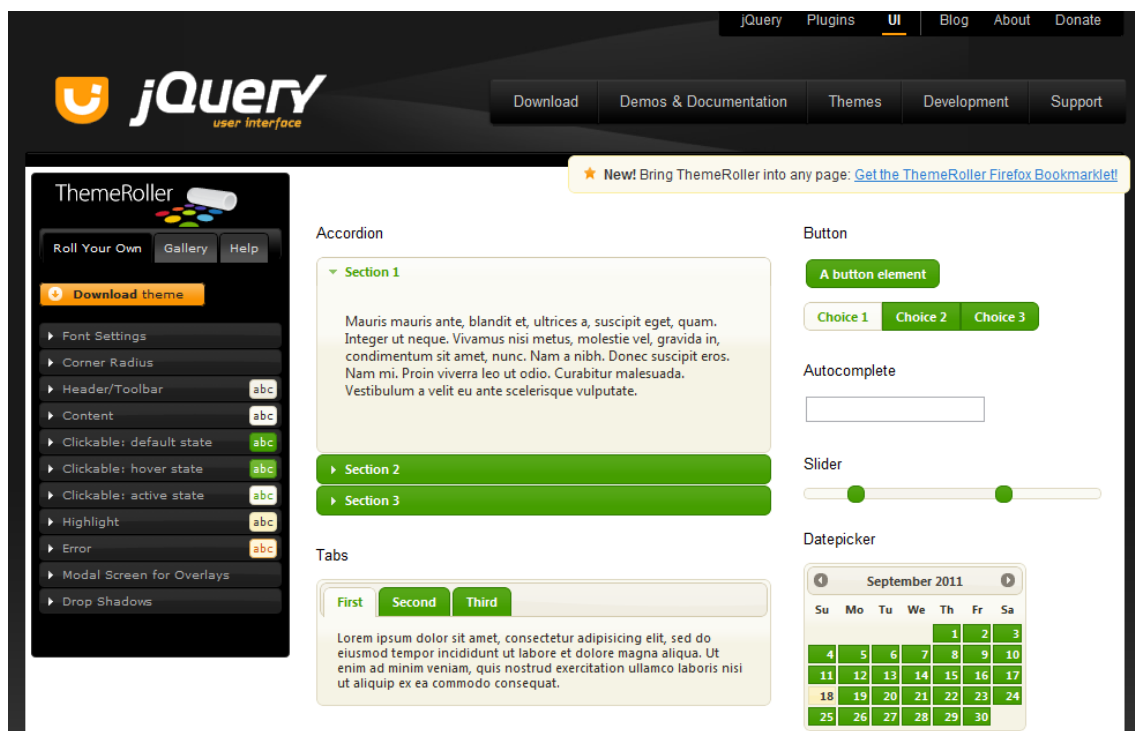 jQuery Plugins UI Blog About Donate
jQuery
user interface
Download Demos & Documentation Themes Development Support
New! Bring ThemeRoller into any page: Get the ThemeRoller Firefox Bookmarklet!
ThemeRoller
Roll Your Own Gallery Help
Download theme
Font Settings
Corner Radius
Header/Toolbar abc
Content abc
Clickable: default state abc
Clickable: hover state abc
Clickable: active state abc
Highlight abc
Error abc
Modal Screen for Overlays
Drop Shadows
Accordion
Section 1
Mauris mauris ante, blandit et, ultrices a, suscipit eget, quam.
Integer ut neque. Vivamus nisi metus, molestie vel, gravida in,
condimentum sit amet, nunc. Nam a nibh. Donec suscipit eros.
Nam mi. Proin viverra leo ut odio. Curabitur malesuada.
Vestibulum a velit eu ante scelerisque vulputate.
Section 2
Section 3
Tabs
First Second Third
Lorem ipsum dolor sit amet, consectetur adipisicing elit, sed do
eiusmod tempor incididunt ut labore et dolore magna aliqua. Ut
enim ad minim veniam, quis nostrud exercitation ullamco laboris nisi
ut aliquip ex ea commodo consequat.
Button
A button element
Choice 1 Choice 2 Choice 3
Autocomplete
Slider
Datepicker
September 2011
Su Mo Tu We Th Fr Sa
1 2 3
4 5 6 7 8 9 10
11 12 13 14 15 16 17
18 19 20 21 22 23 24
25 26 27 28 29 30